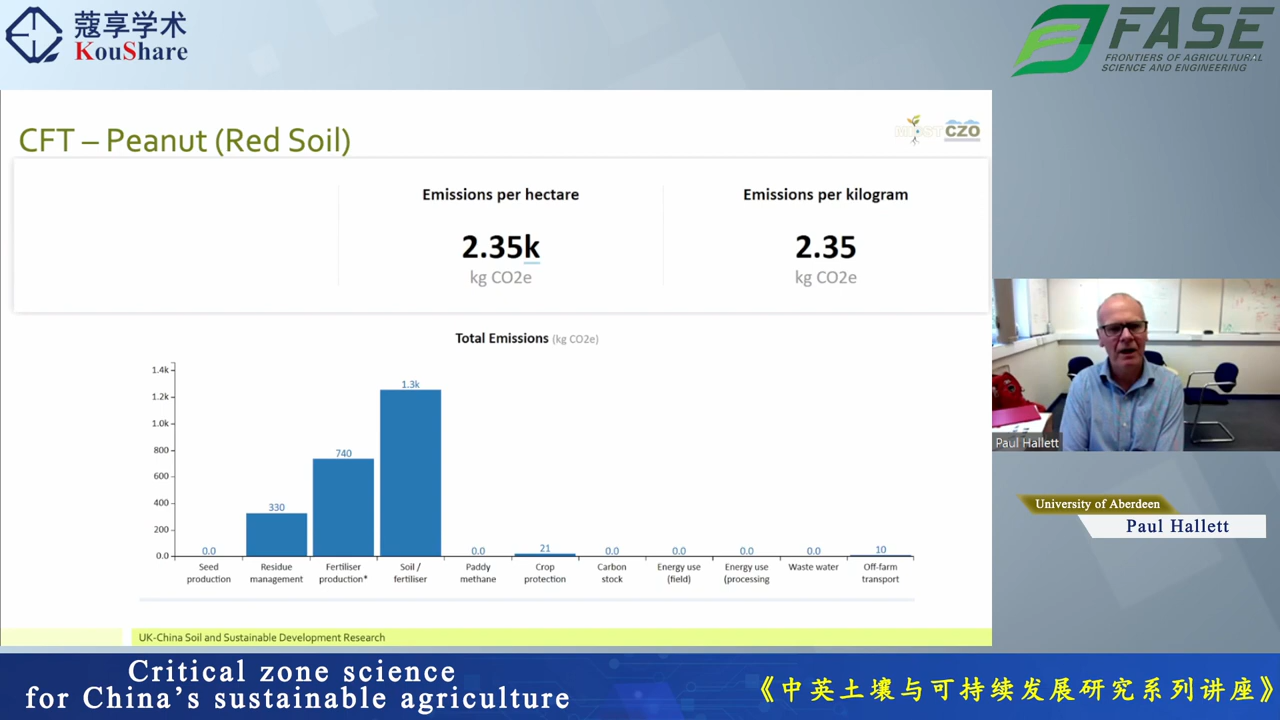 蔻享学术
KouShare
FASE
FRONTIERS OF AGRICULTURAL
SCIENCE AND ENGINEERING
CFT – Peanut (Red Soil)
MOST CZO
Emissions per hectare
2.35k
kg CO2e
Emissions per kilogram
2.35
kg CO2e
Total Emissions (kg CO2e)
1.4k
1.2k
1.0k
800
600
400
200
0.0
0.0
330
740
1.3k
0.0
21
0.0
0.0
0.0
0.0
10
Seed
production
Residue
management
Fertiliser
production*
Soil /
fertiliser
Paddy
methane
Crop
protection
Carbon
stock
Energy use
(field)
Energy use
(processing
Waste water
Off-farm
transport
UK-China Soil and Sustainable Development Research
Paul Hallett
University of Aberdeen
Paul Hallett
Critical zone science
for China's sustainable agriculture
《中英土壤与可持续发展研究系列讲座》